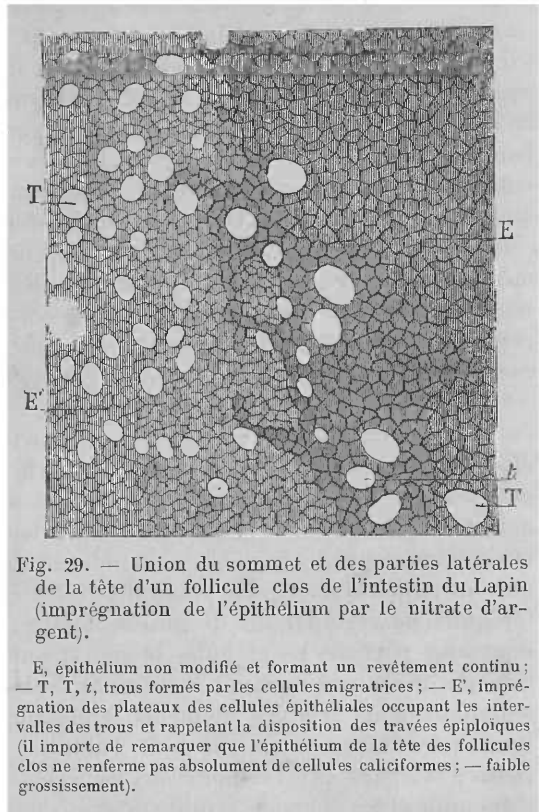 T
E
E'
t
T
Fig. 29. — Union du sommet et des parties latérales
de la tête d'un follicule clos de l'intestin du Lapin
(imprégnation de l'épithélium par le nitrate d'ar-
gent).
E, épithélium non modifié et formant un revêtement continu;
— T, T, t, trous formés par les cellules migratrices ; — E', impré-
gnation des plateaux des cellules épithéliales occupant les inter-
valles des trous et rappelant la disposition des travées épiploïques
(il importe de remarquer que l'épithélium de la tête des follicules
clos ne renferme pas absolument de cellules caliciformes ; — faible
grossissement).